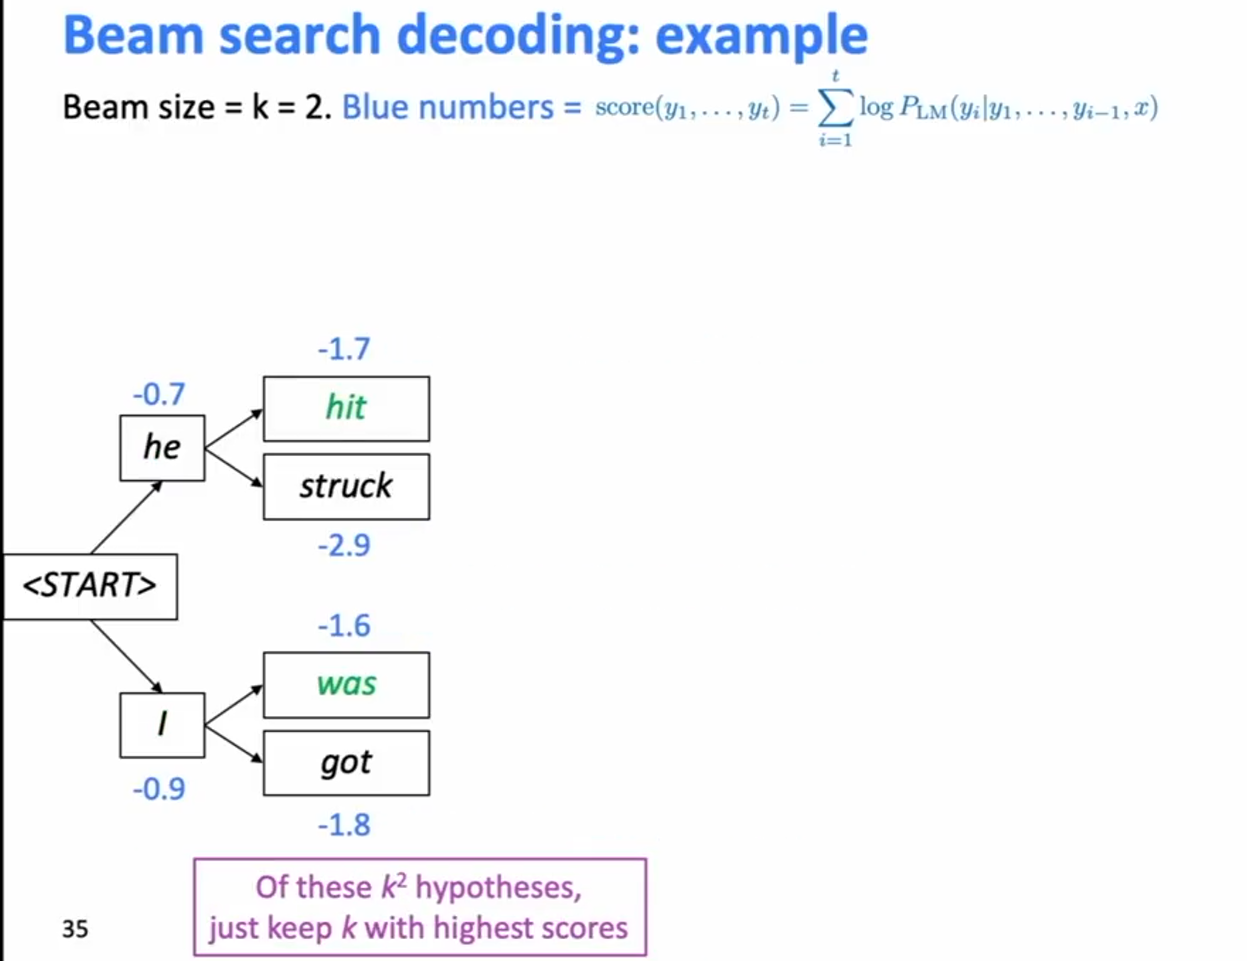 Beam search decoding: example
Beam size = k = 2. Blue numbers = score(y₁, . . . , yₜ) = ∑ᵗᵢ₌₁ log P_LM(yᵢ|y₁, . . . , yᵢ₋₁, x)
-1.7
-0.7
hit
he
struck
-2.9
<START>
-1.6
was
I
got
-0.9
-1.8
Of these k² hypotheses,
just keep k with highest scores
35